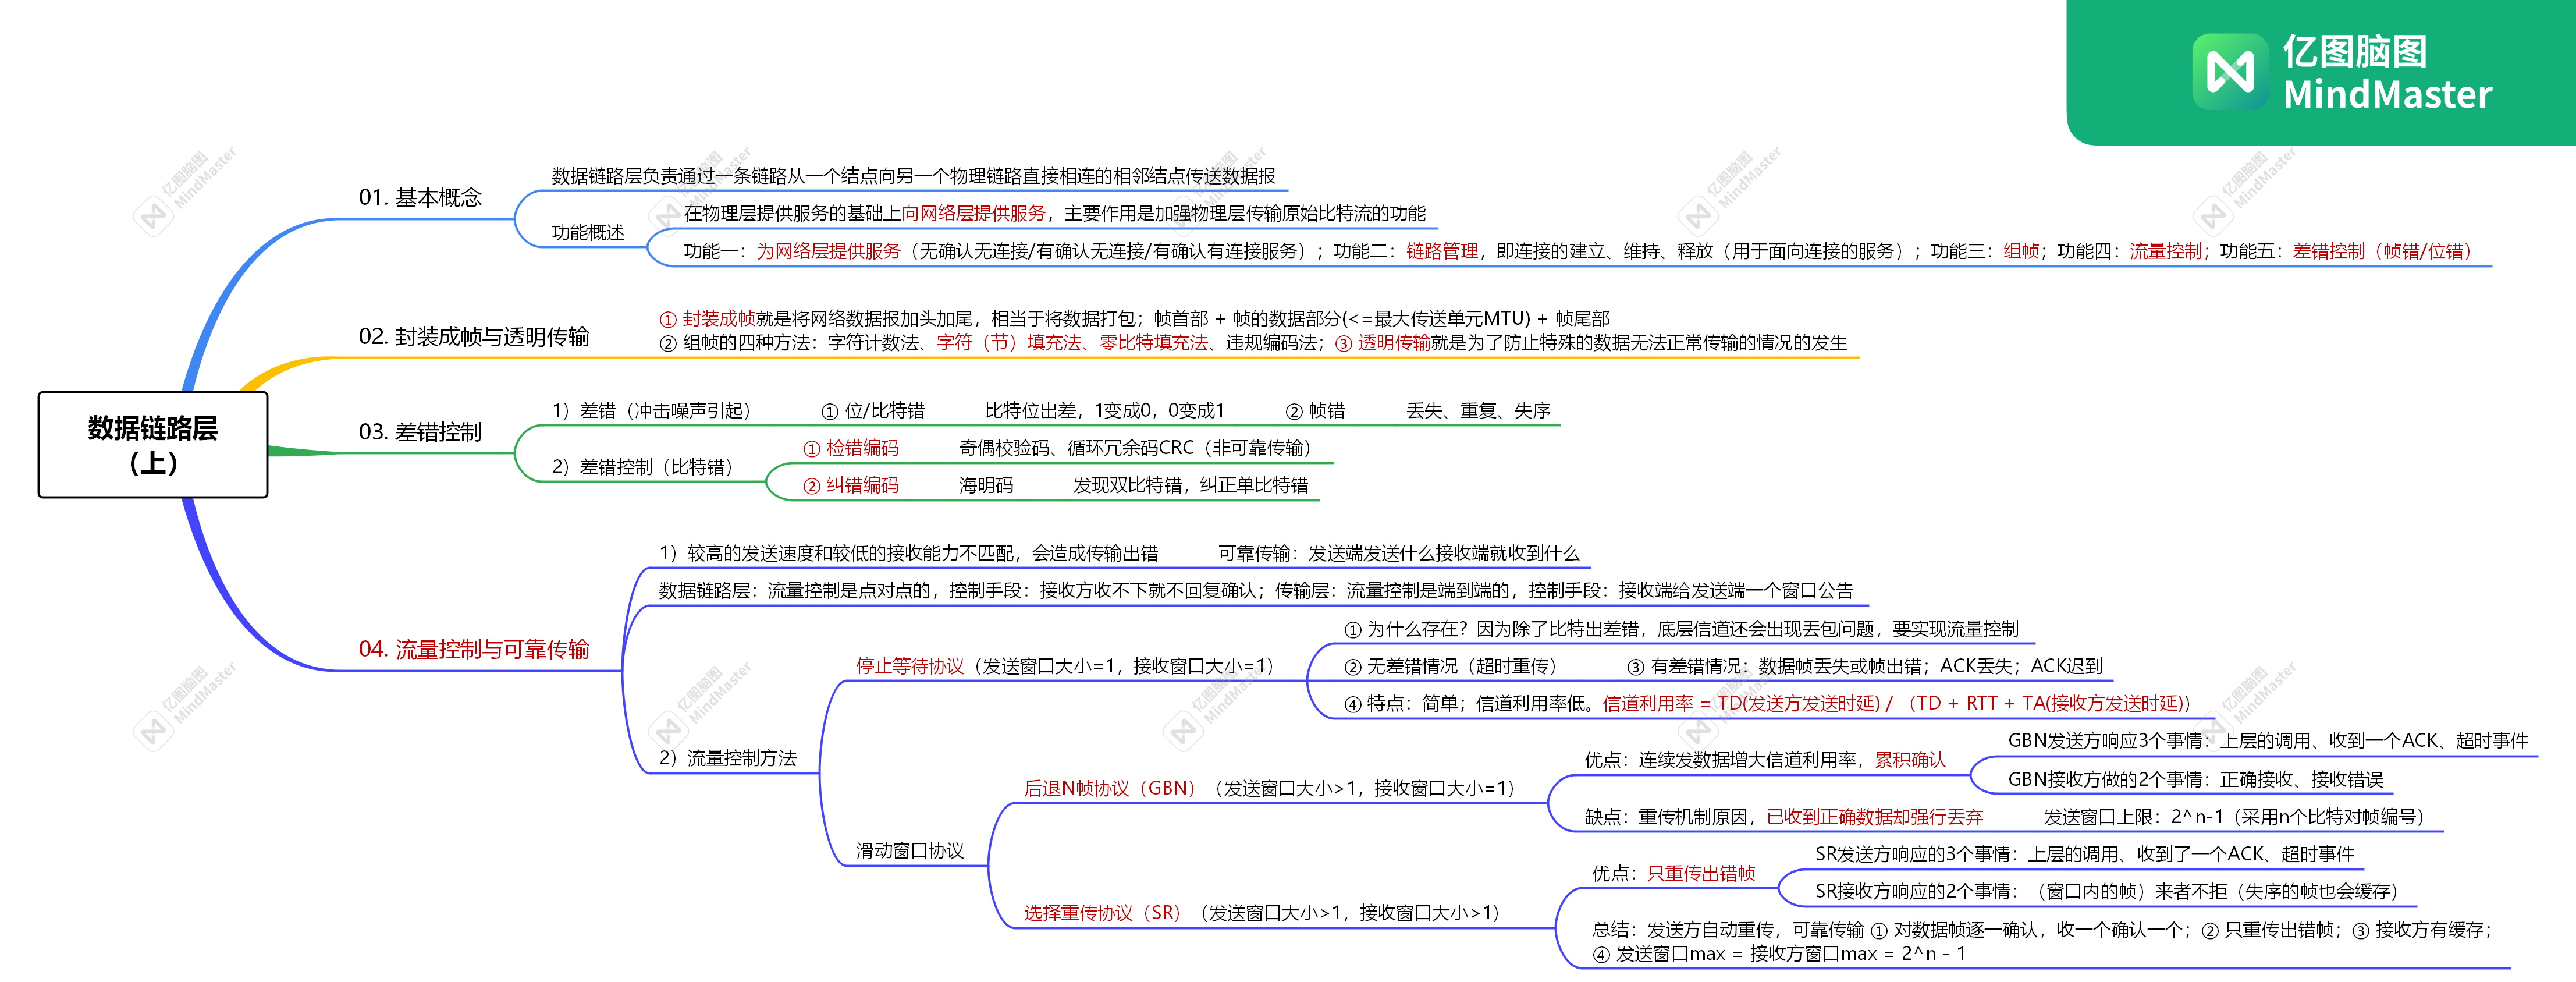 亿图脑图
MindMaster
数据链路层
（上）
01. 基本概念
数据链路层负责通过一条链路从一个结点向另一个物理链路直接相连的相邻结点传送数据报
功能概述
在物理层提供服务的基础上向网络层提供服务，主要作用是加强物理层传输原始比特流的功能
功能一：为网络层提供服务（无确认无连接/有确认无连接/有确认有连接服务）；功能二：链路管理，即连接的建立、维持、释放（用于面向连接的服务）；功能三：组帧；功能四：流量控制；功能五：差错控制（帧错/位错）
02. 封装成帧与透明传输
① 封装成帧就是将网络数据报加头加尾，相当于将数据打包；帧首部 + 帧的数据部分(<=最大传送单元MTU) + 帧尾部
② 组帧的四种方法：字符计数法、字符（节）填充法、零比特填充法、违规编码法；③ 透明传输就是为了防止特殊的数据无法正常传输的情况的发生
03. 差错控制
1）差错（冲击噪声引起） ① 位/比特错 比特位出差，1变成0，0变成1 ② 帧错 丢失、重复、失序
2）差错控制（比特错）
① 检错编码 奇偶校验码、循环冗余码CRC（非可靠传输）
② 纠错编码 海明码 发现双比特错，纠正单比特错
04. 流量控制与可靠传输
1）较高的发送速度和较低的接收能力不匹配，会造成传输出错 可靠传输：发送端发送什么接收端就收到什么
数据链路层：流量控制是点对点的，控制手段：接收方收不下就不回复确认；传输层：流量控制是端到端的，控制手段：接收端给发送端一个窗口公告
2）流量控制方法
停止等待协议（发送窗口大小=1，接收窗口大小=1）
① 为什么存在？因为除了比特出差错，底层信道还会出现丢包问题，要实现流量控制
② 无差错情况（超时重传） ③ 有差错情况：数据帧丢失或帧出错；ACK丢失；ACK迟到
④ 特点：简单；信道利用率低。信道利用率 = TD(发送方发送时延) / （TD + RTT + TA(接收方发送时延)）
滑动窗口协议
后退N帧协议（GBN）（发送窗口大小>1，接收窗口大小=1）
优点：连续发数据增大信道利用率，累积确认
GBN发送方响应3个事情：上层的调用、收到一个ACK、超时事件
GBN接收方做的2个事情：正确接收、接收错误
缺点：重传机制原因，已收到正确数据却强行丢弃 发送窗口上限：2^n-1（采用n个比特对帧编号）
选择重传协议（SR）（发送窗口大小>1，接收窗口大小>1）
优点：只重传出错帧
SR发送方响应的3个事情：上层的调用、收到了一个ACK、超时事件
SR接收方响应的2个事情：（窗口内的帧）来者不拒（失序的帧也会缓存）
总结：发送方自动重传，可靠传输 ① 对数据帧逐一确认，收一个确认一个；② 只重传出错帧；③ 接收方有缓存；
④ 发送窗口max = 接收方窗口max = 2^n - 1